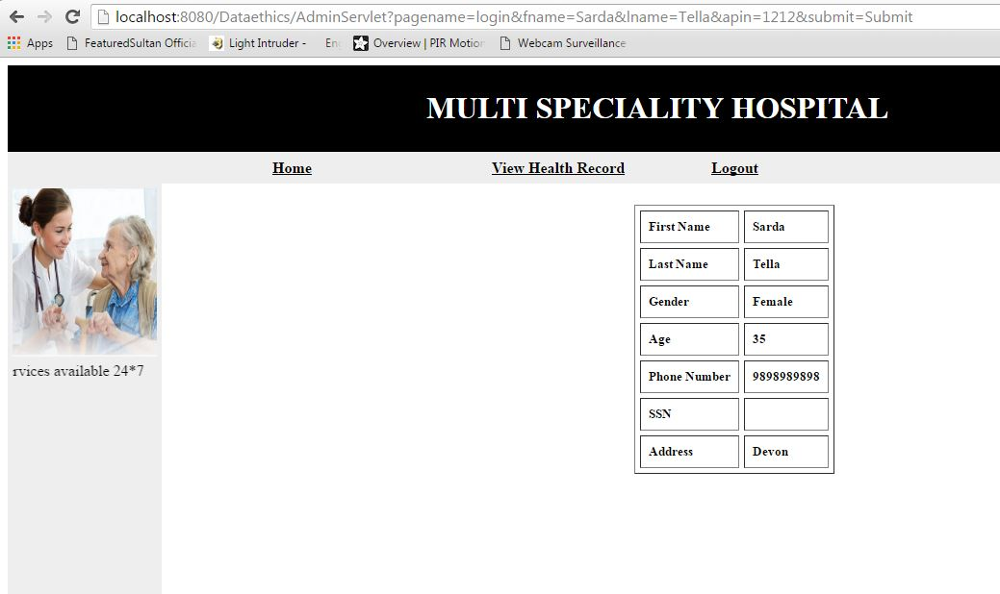 localhost:8080/Dataethics/AdminServlet?pagename=login&fname=Sarda&lname=Tella&apin=1212&submit=Submit
Apps FeaturedSultan Officia Light Intruder - En Overview | PIR Motion Webcam Surveillance
MULTI SPECIALITY HOSPITAL
Home View Health Record Logout
First Name Sarda
Last Name Tella
Gender Female
Age 35
rvices available 24*7
Phone Number 9898989898
SSN
Address Devon